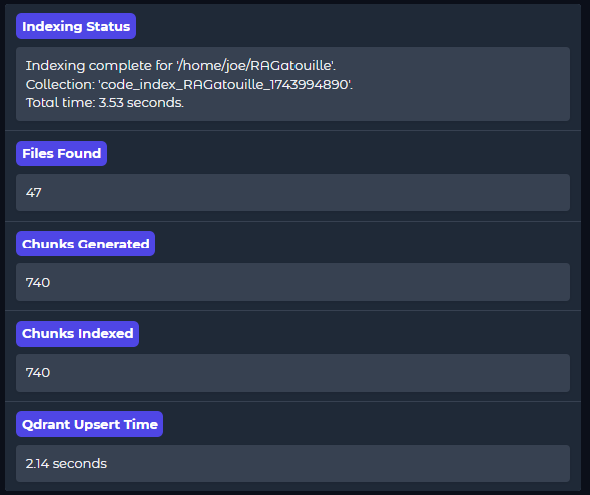 Indexing Status
Indexing complete for '/home/joe/RAGatouille'.
Collection: 'code_index_RAGatouille_1743994890'.
Total time: 3.53 seconds.
Files Found
47
Chunks Generated
740
Chunks Indexed
740
Qdrant Upsert Time
2.14 seconds